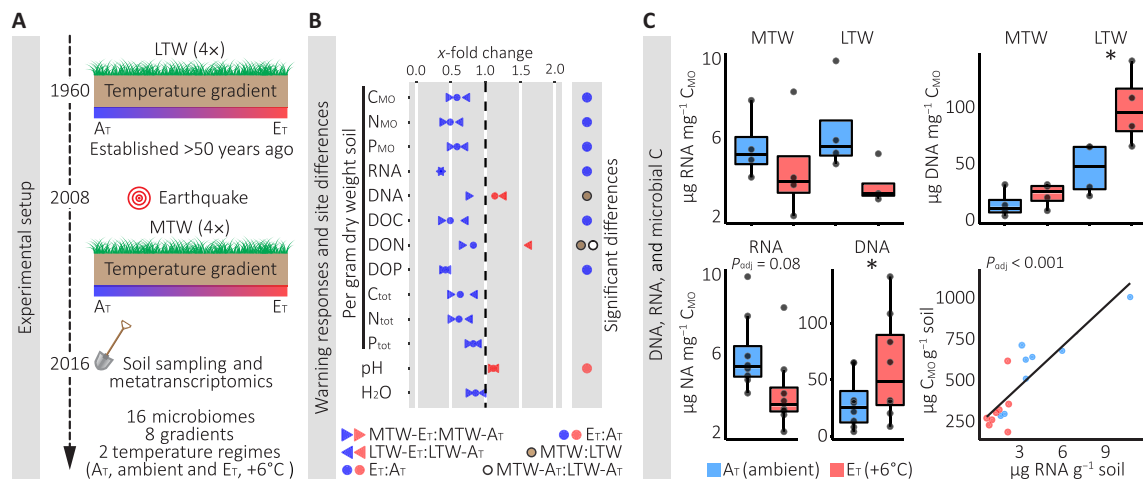 A
Experimental setup
LTW (4×)
1960
Temperature gradient
AT
ET
Established >50 years ago
2008
Earthquake
MTW (4×)
Temperature gradient
AT
ET
2016
Soil sampling and
metatranscriptomics
16 microbiomes
8 gradients
2 temperature regimes
(AT, ambient and ET, +6°C )
B
Warming responses and site differences
x-fold change
0.0 0.5 1.0 1.5 2.0
Per gram dry weight soil
CMO
NMO
PMO
RNA
DNA
DOC
DON
DOP
Ctot
Ntot
Ptot
pH
H2O
Significant differences
MTW-ET:MTW-AT
LTW-ET:LTW-AT
ET:AT
ET:AT
MTW:LTW
MTW-AT:LTW-AT
C
DNA, RNA, and microbial C
MTW LTW
µg RNA mg−1 CMO
10
6
2
MTW LTW
*
µg DNA mg−1 CMO
100
50
0
RNA
Padj = 0.08
µg NA mg−1 CMO
10
6
2
DNA
*
100
50
0
Padj < 0.001
µg CMO g−1 soil
1000
750
500
250
3 6 9
µg RNA g−1 soil
AT (ambient) ET (+6°C)